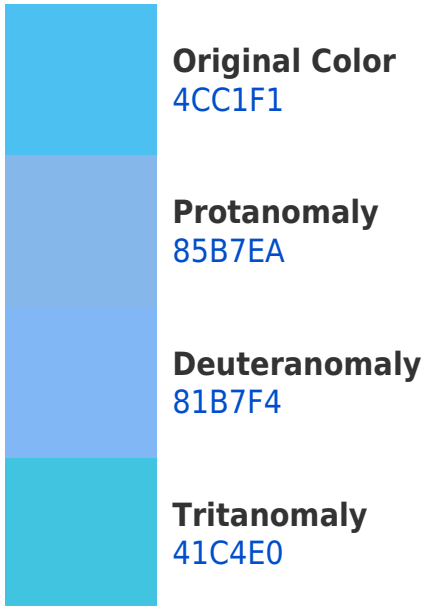 Original Color
4CC1F1
Protanomaly
85B7EA
Deuteranomaly
81B7F4
Tritanomaly
41C4E0